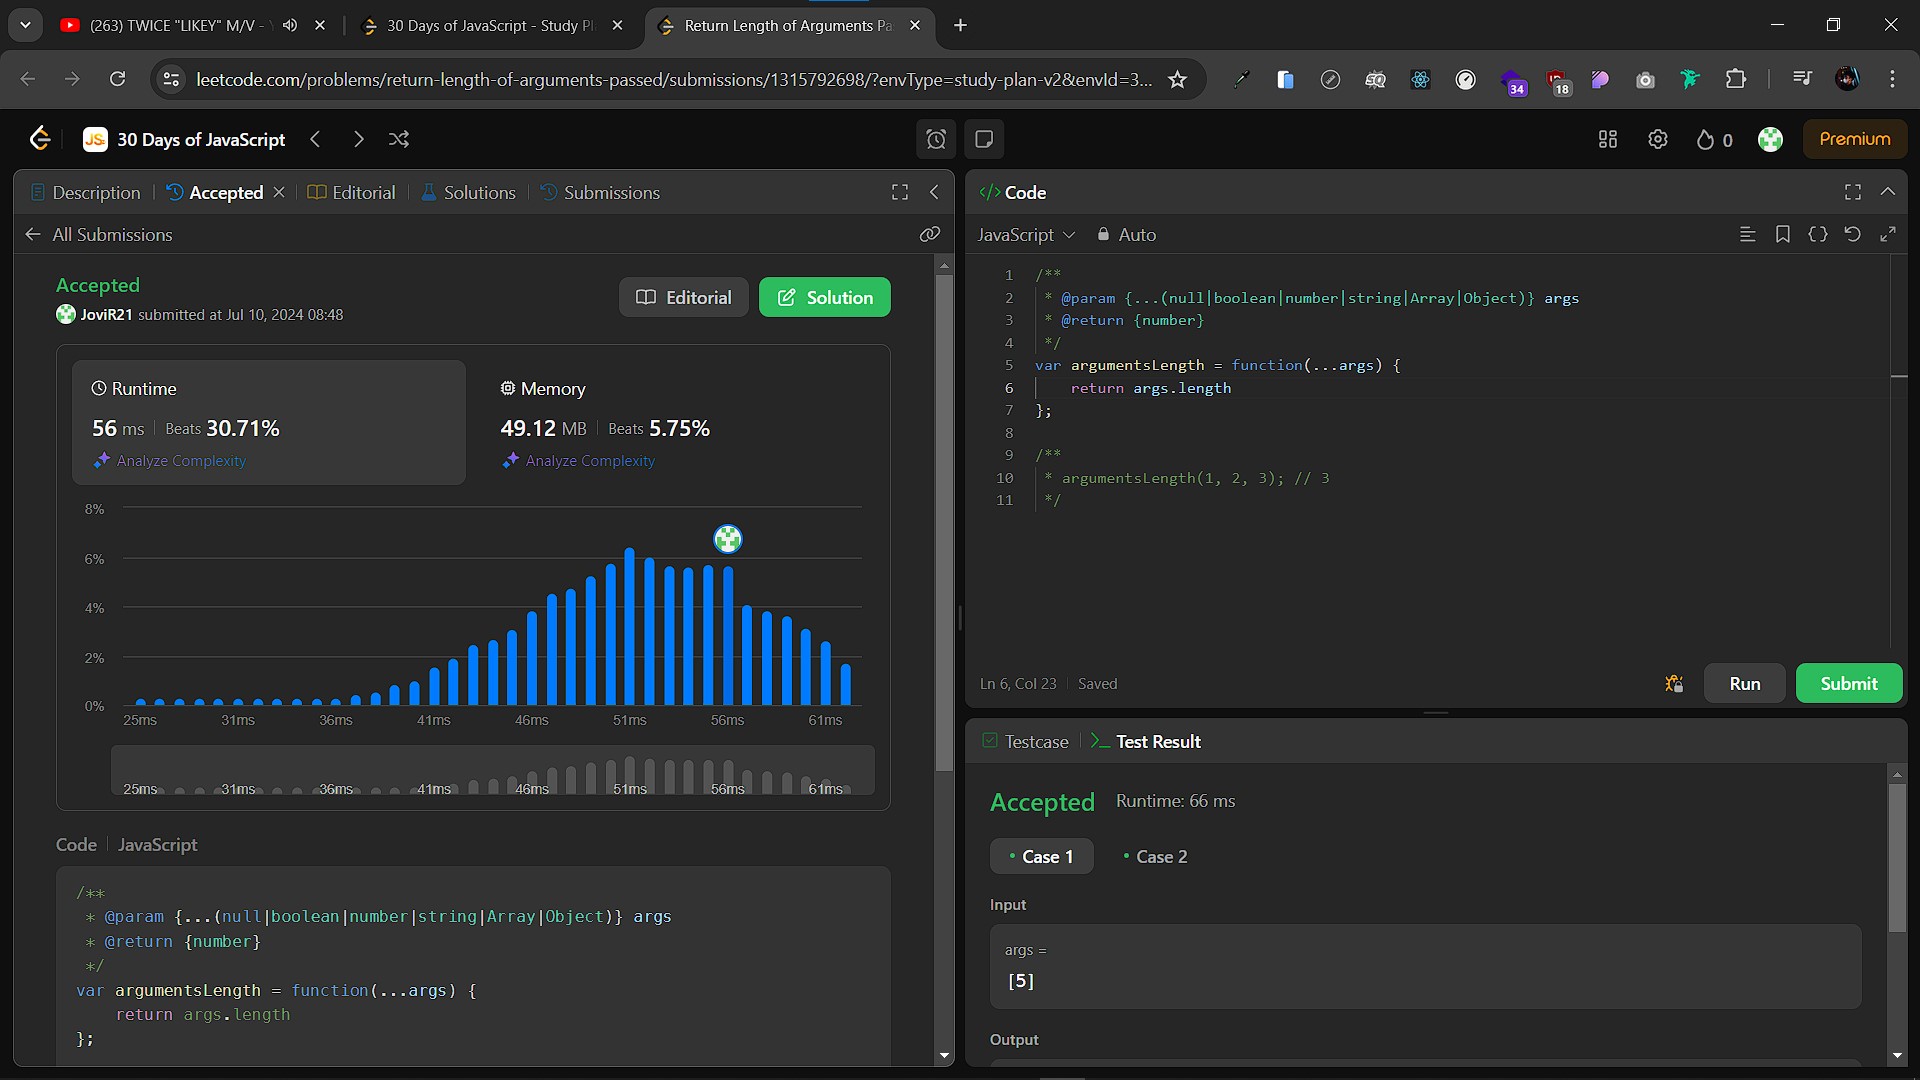 (263) TWICE "LIKEY" M/V -
30 Days of JavaScript - Study Pl
Return Length of Arguments Pa
leetcode.com/problems/return-length-of-arguments-passed/submissions/1315792698/?envType=study-plan-v2&envId=3...
34
18
JS
30 Days of JavaScript
0
Premium
Description
Accepted
Editorial
Solutions
Submissions
All Submissions
Accepted
Editorial
Solution
JoviR21 submitted at Jul 10, 2024 08:48
Runtime
56 ms | Beats 30.71%
Analyze Complexity
Memory
49.12 MB | Beats 5.75%
Analyze Complexity
8%
6%
4%
2%
0%
25ms 31ms 36ms 41ms 46ms 51ms 56ms 61ms
25ms 31ms 36ms 41ms 46ms 51ms 56ms 61ms
Code | JavaScript
/**
* @param {...(null|boolean|number|string|Array|Object)} args
* @return {number}
*/
var argumentsLength = function(...args) {
return args.length
};
</> Code
JavaScript
Auto
1 /**
2 * @param {...(null|boolean|number|string|Array|Object)} args
3 * @return {number}
4 */
5 var argumentsLength = function(...args) {
6 return args.length
7 };
8
9 /**
10 * argumentsLength(1, 2, 3); // 3
11 */
Ln 6, Col 23 | Saved
Run
Submit
Testcase
Test Result
Accepted Runtime: 66 ms
• Case 1
• Case 2
Input
args =
[5]
Output